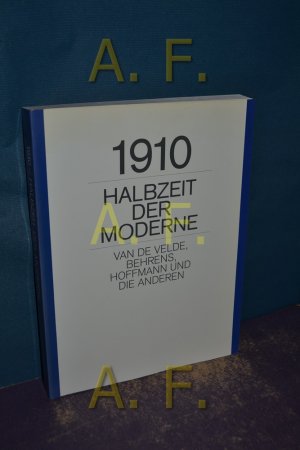 A. F.
1910
HALBZEIT
DER
MODERNE
A. F.
VAN DE VELDE,
BEHRENS,
HOFFMANN UND
DIE ANDEREN
A. F.